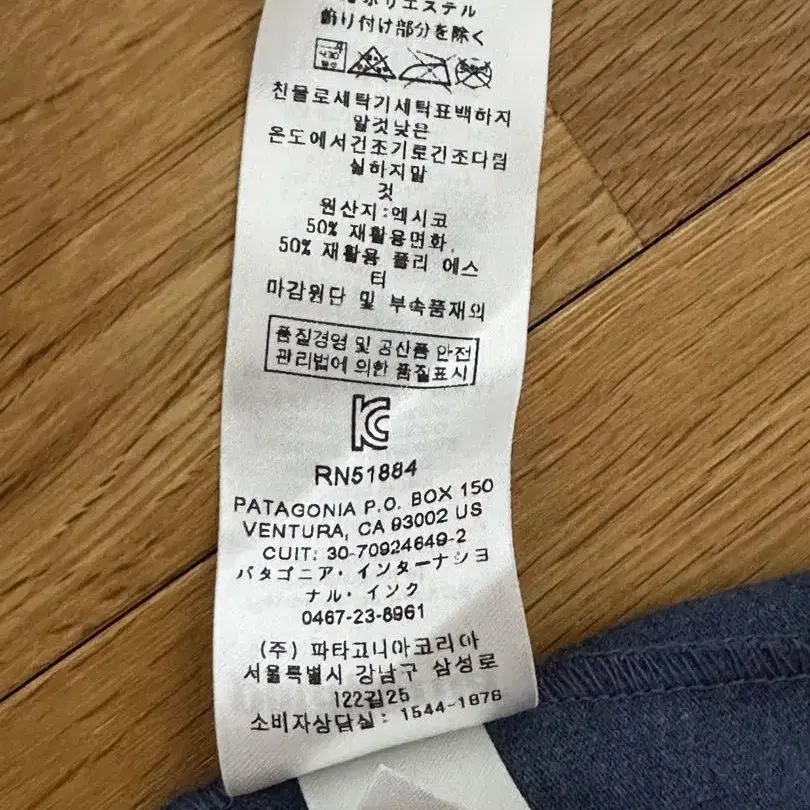 ポリエステル
飾り付け部分を除く
찬물로세탁기세탁표백하지
말것낮은
온도에서건조기로건조다림
질하지말
것
원산지:멕시코
50% 재활용면화,
50% 재활용 폴리 에스
터
마감원단 및 부속품재외
품질경영 및 공산품 안전
관리법에 의한 품질표시
RN51884
PATAGONIA P.O. BOX 150
VENTURA, CA 93002 US
CUIT: 30-70924649-2
パタゴニア・インターナショ
ナル・インク
0467-23-8961
(주) 파타고니아코리아
서울특별시 강남구 삼성로
122길25
소비자상담실: 1544-1876